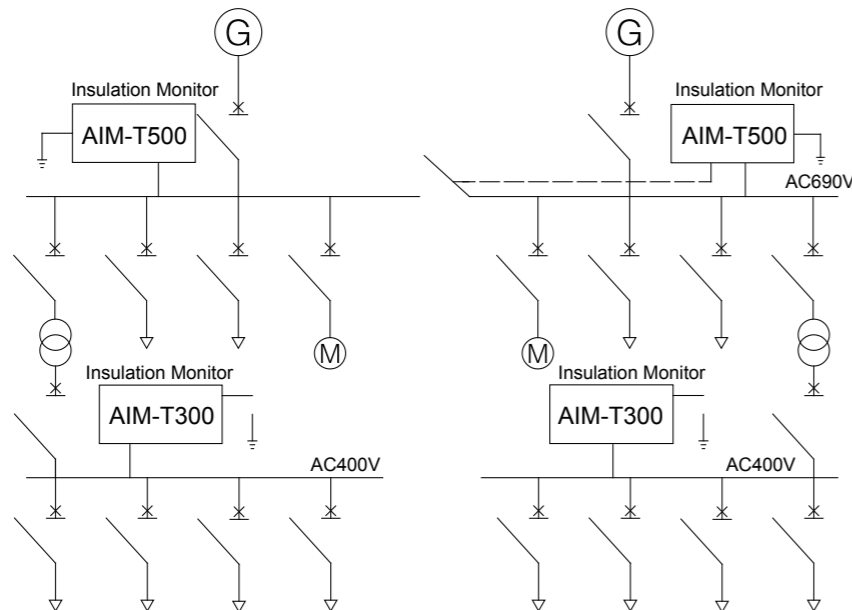 G
G
Insulation Monitor
Insulation Monitor
AIM-T500
AIM-T500
AC690V
M
M
Insulation Monitor
Insulation Monitor
AIM-T300
AIM-T300
AC400V
AC400V